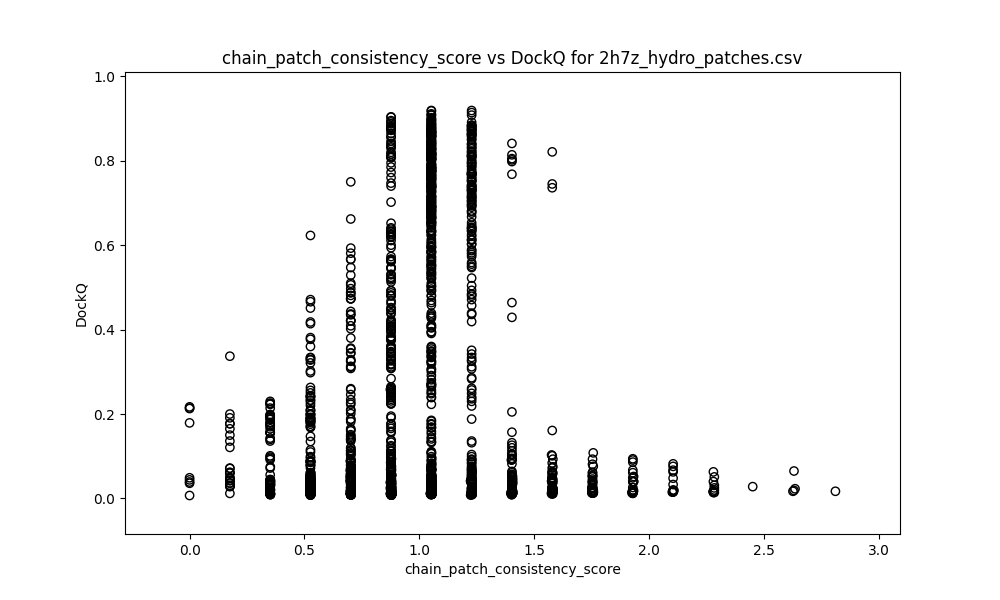 chain_patch_consistency_score vs DockQ for 2h7z_hydro_patches.csv
1.0
0.8
0.6
0.4
0.2
0.0
DockQ
0.0 0.5 1.0 1.5 2.0 2.5 3.0
chain_patch_consistency_score